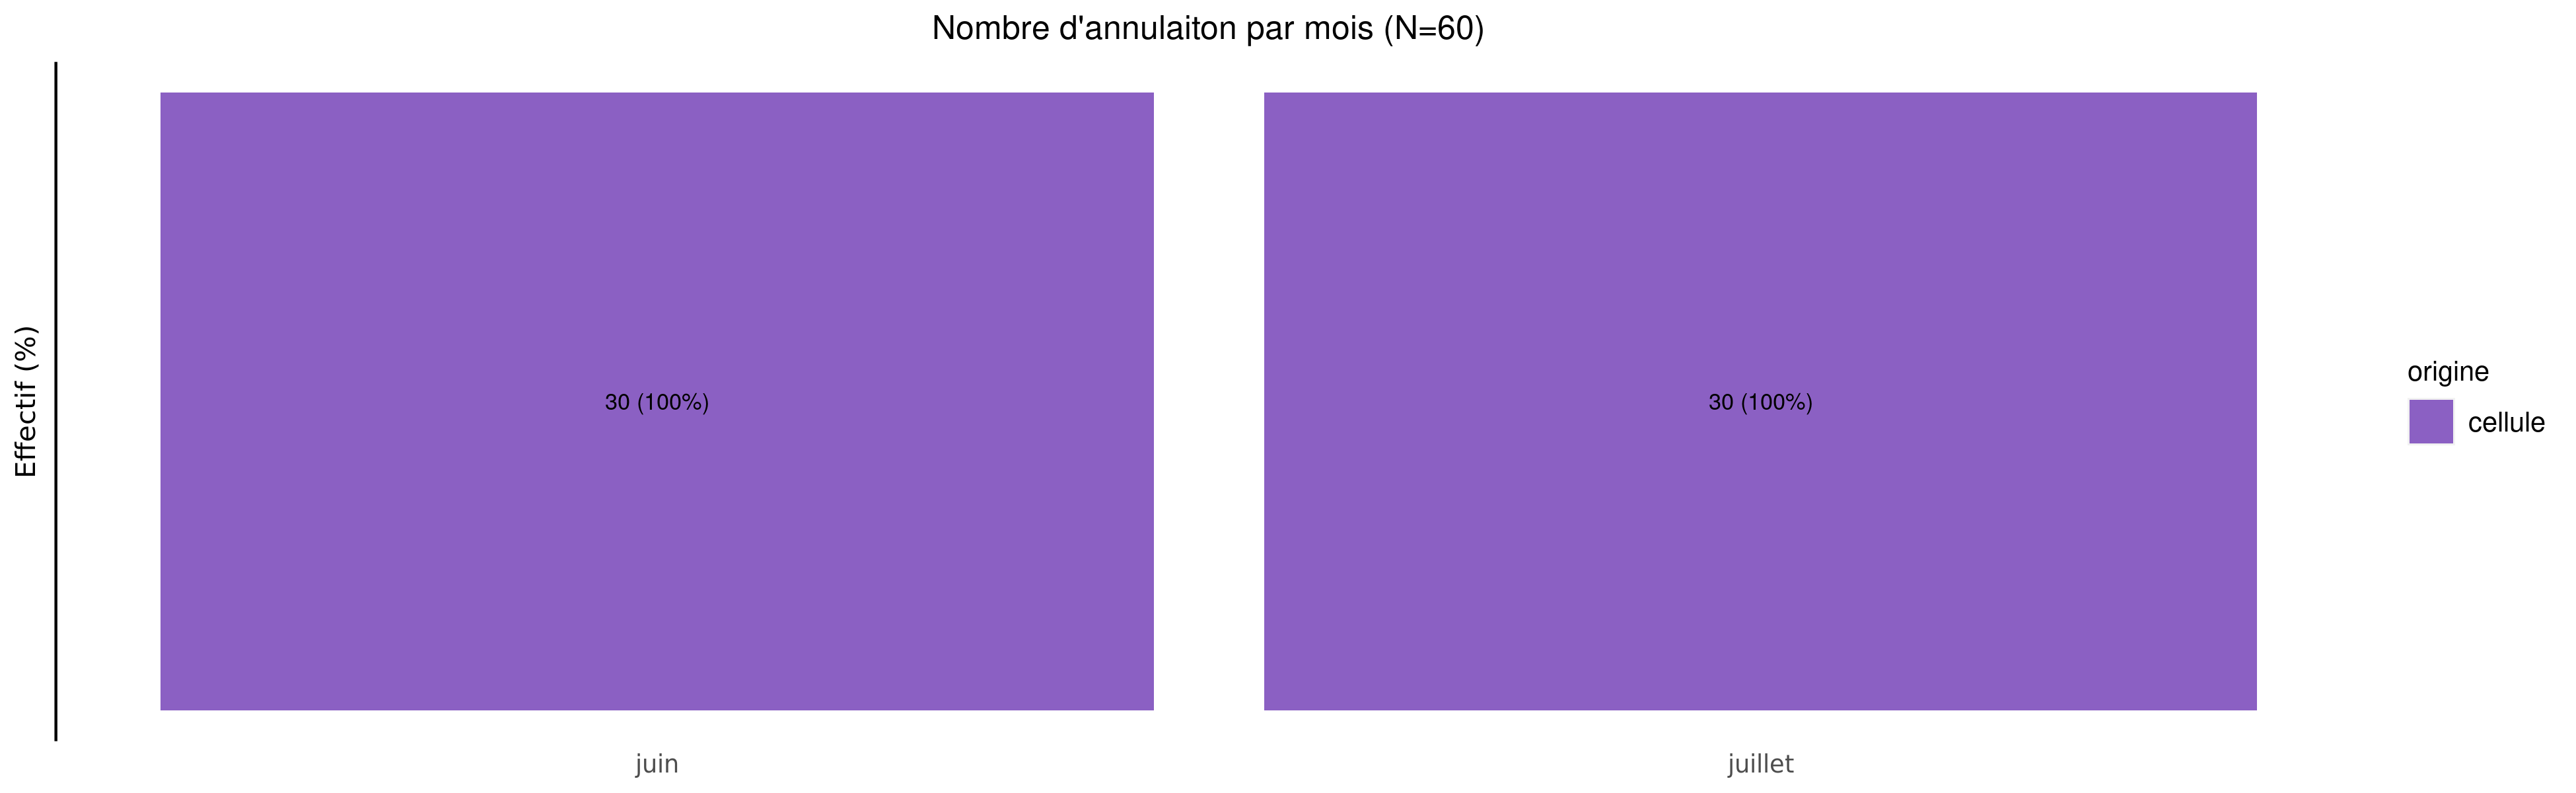 Nombre d'annulaiton par mois (N=60)
Effectif (%)
30 (100%)
30 (100%)
origine
cellule
juin
juillet